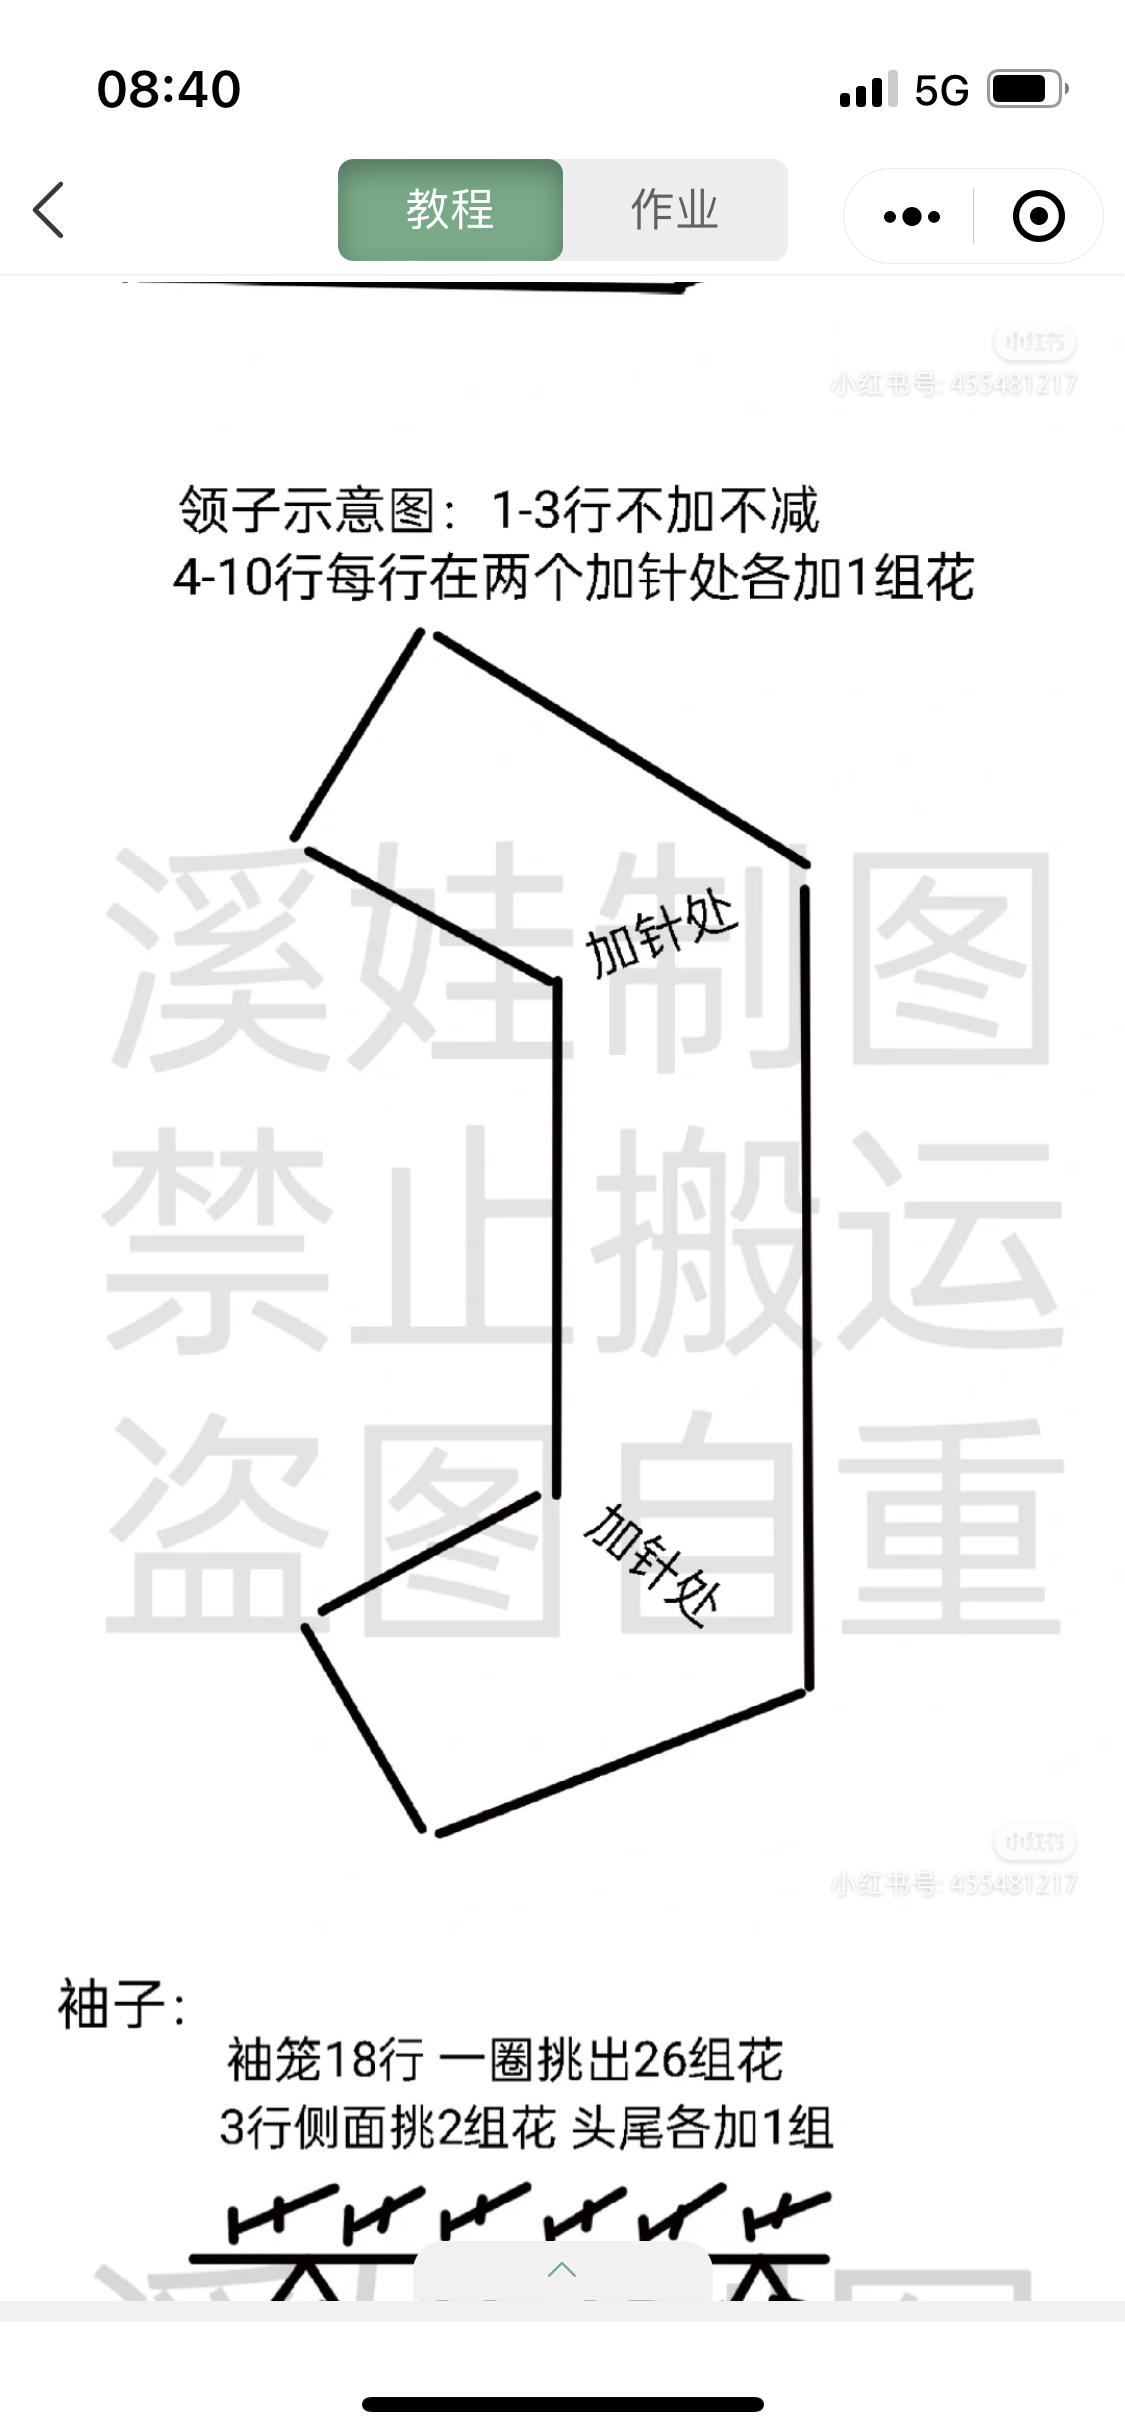 08:40
5G
教程
作业
小红书
小红书号: 455481217
领子示意图：1-3行不加不减
4-10行每行在两个加针处各加1组花
加针处
溪娃制图
禁止搬运
加针处
盗图自重
小红书
小红书号: 455481217
袖子：
袖笼18行 一圈挑出26组花
3行侧面挑2组花 头尾各加1组